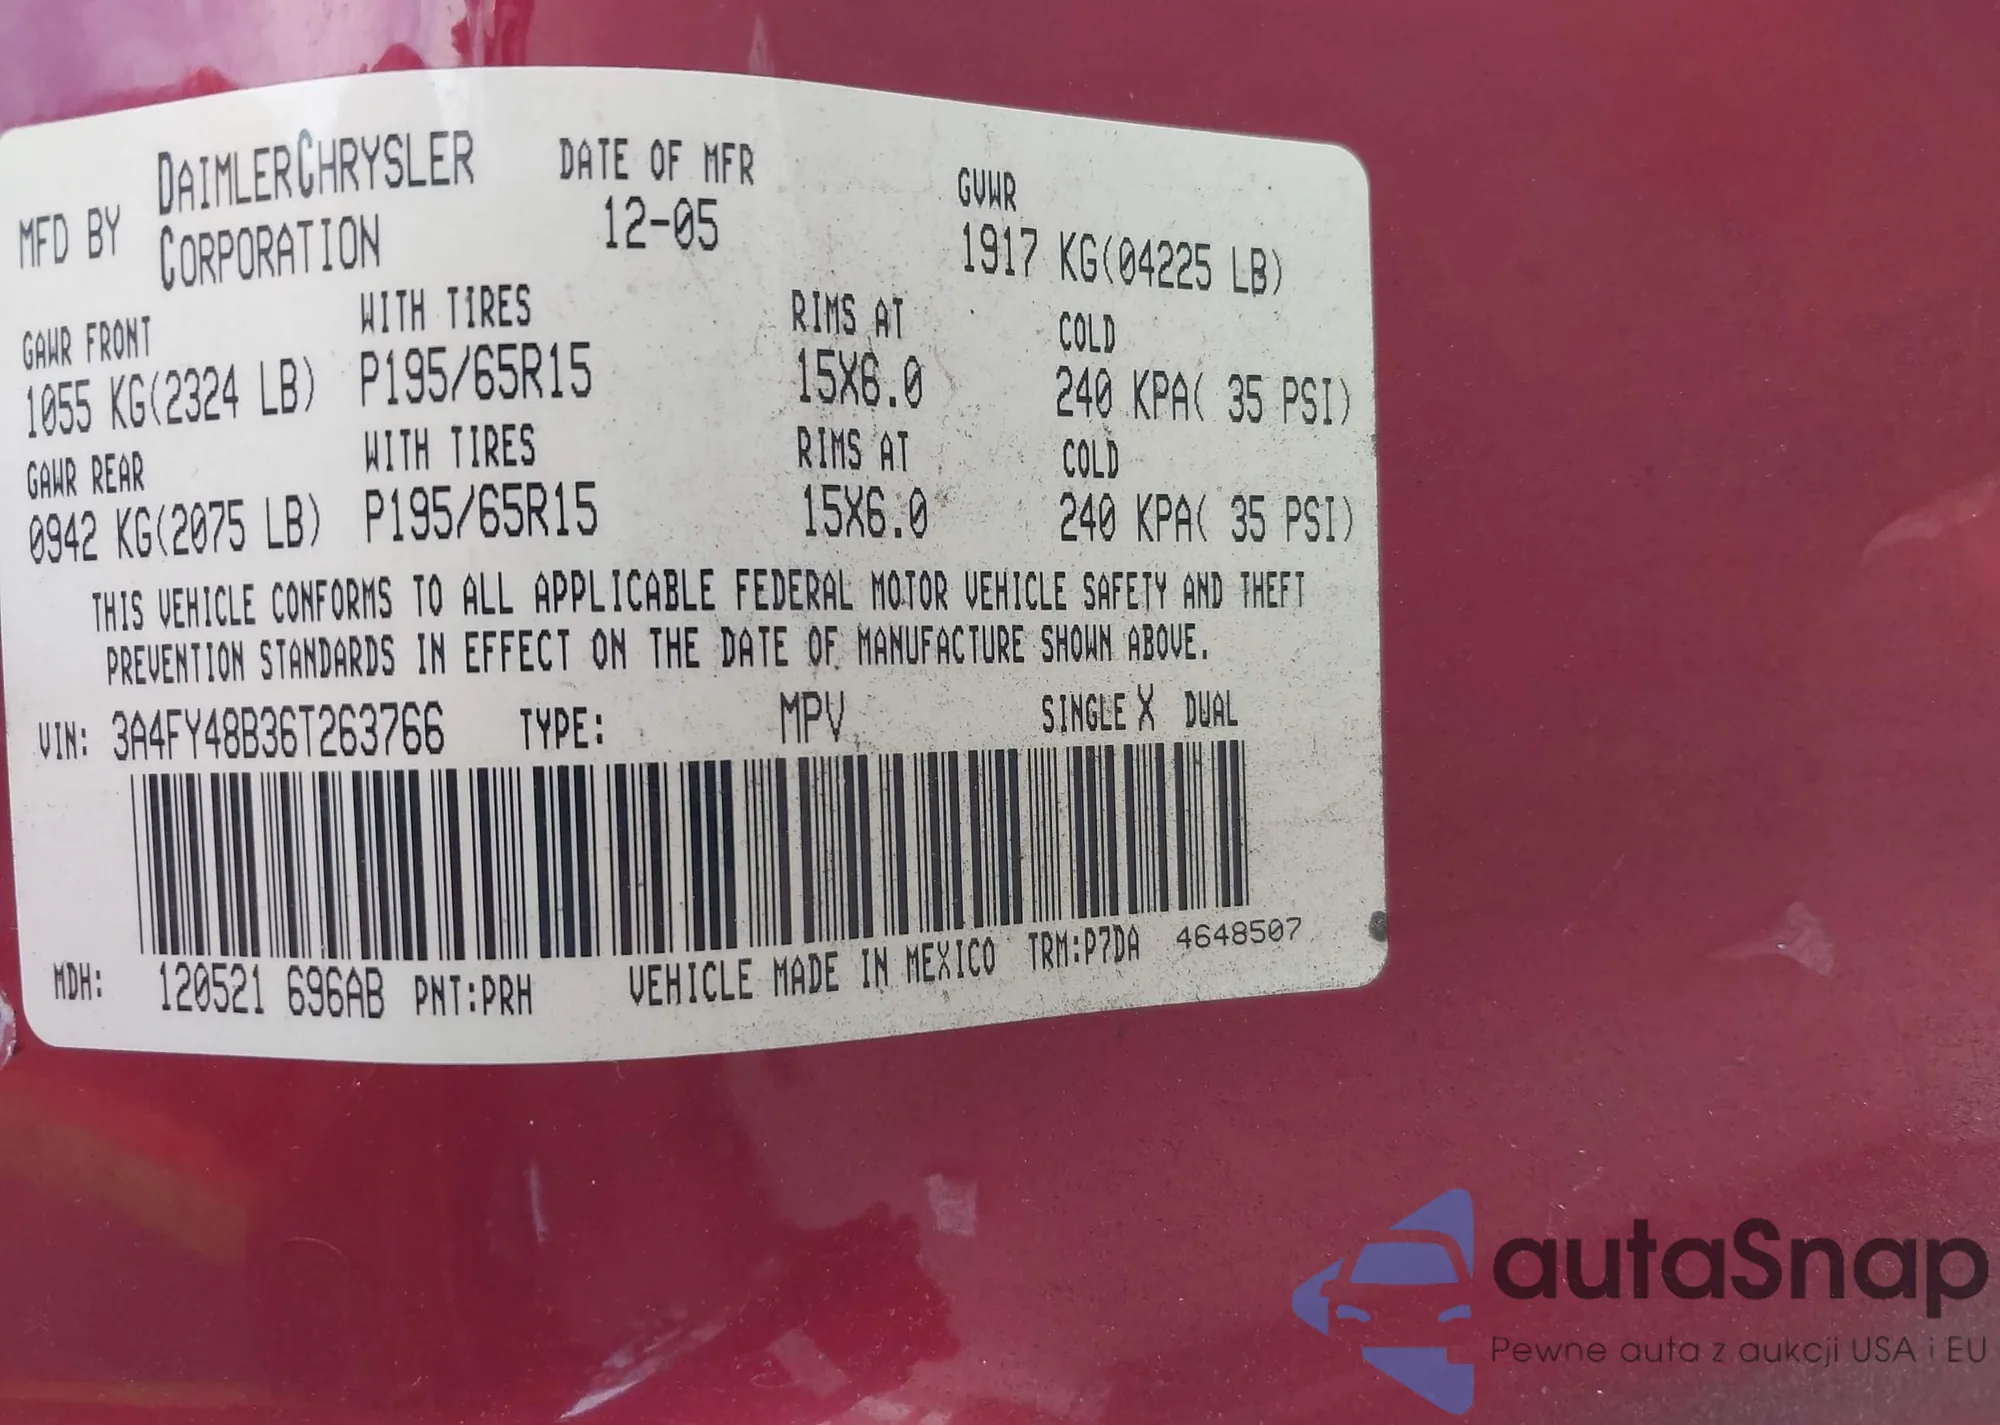 MFD BY DAIMLERCHRYSLER CORPORATION
DATE OF MFR
12-05
GVWR
1917 KG(04225 LB)
GAWR FRONT WITH TIRES RIMS AT COLD
1055 KG(2324 LB) P195/65R15 15X6.0 240 KPA( 35 PSI)
GAWR REAR WITH TIRES RIMS AT COLD
0942 KG(2075 LB) P195/65R15 15X6.0 240 KPA( 35 PSI)
THIS VEHICLE CONFORMS TO ALL APPLICABLE FEDERAL MOTOR VEHICLE SAFETY AND THEFT
PREVENTION STANDARDS IN EFFECT ON THE DATE OF MANUFACTURE SHOWN ABOVE.
VIN: 3A4FY48B36T263766 TYPE: MPV SINGLE X DUAL
MDH: 120521 696AB PNT:PRH VEHICLE MADE IN MEXICO TRM:P7DA 4648507
autaSnap
Pewne auta z aukcji USA i EU